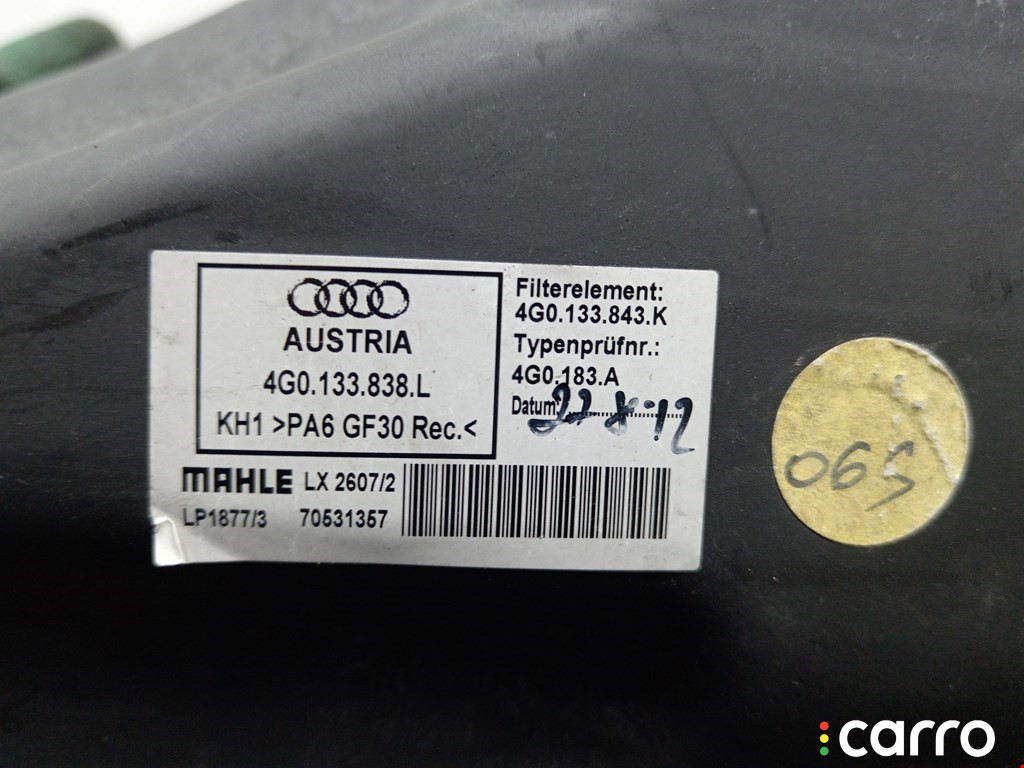 AUSTRIA
4G0.133.838.L
KH1 >PA6 GF30 Rec.<
Filterelement:
4G0.133.843.K
Typenprüfnr.:
4G0.183.A
Datum:
MAHLE LX 2607/2
LP1877/3 70531357
carro